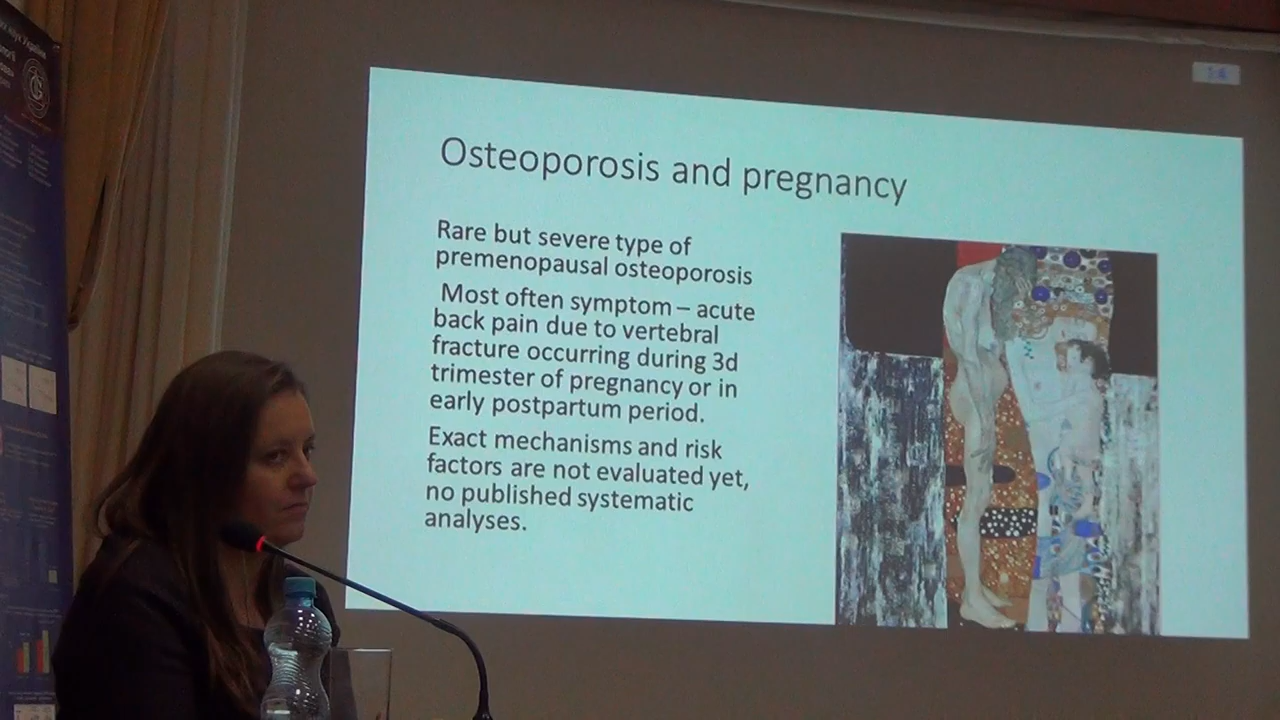 Osteoporosis and pregnancy
Rare but severe type of
premenopausal osteoporosis
Most often symptom – acute
back pain due to vertebral
fracture occurring during 3d
trimester of pregnancy or in
early postpartum period.
Exact mechanisms and risk
factors are not evaluated yet,
no published systematic
analyses.